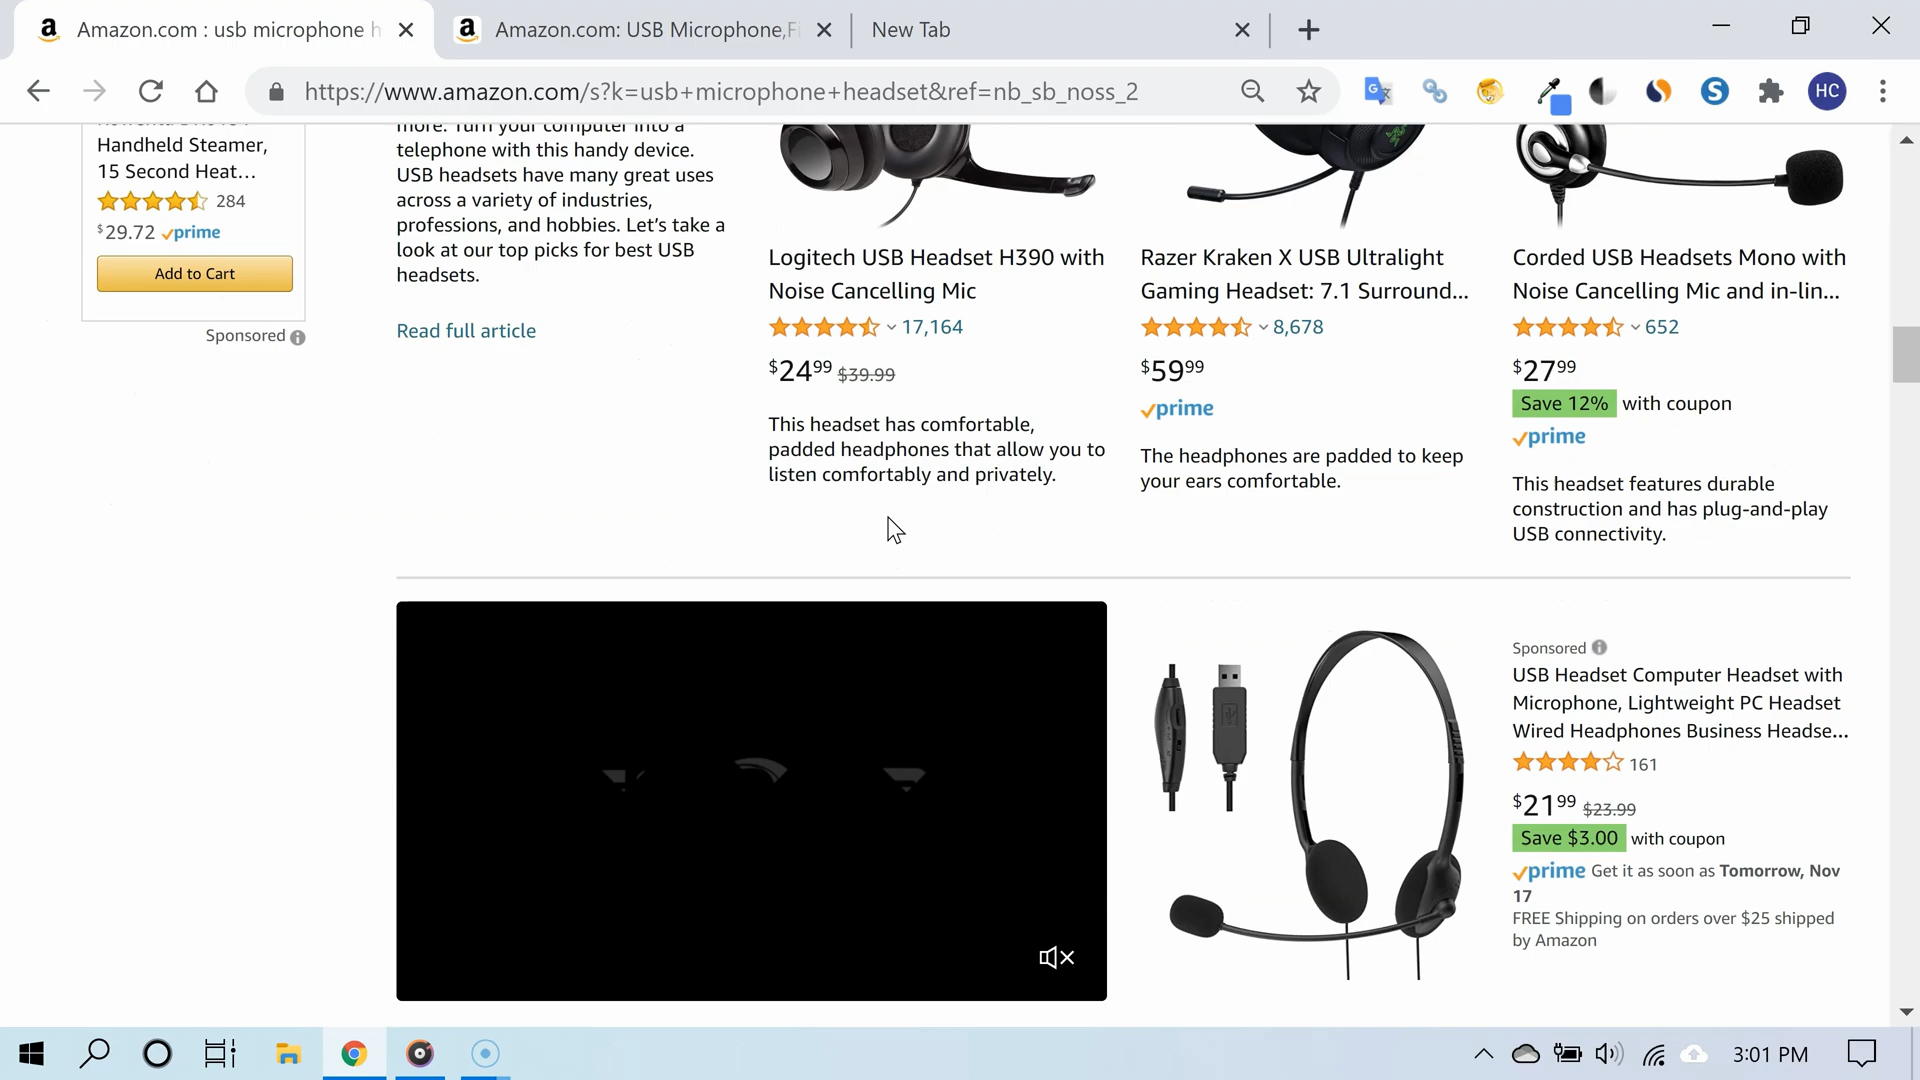 Amazon.com : usb microphone h
Amazon.com: USB Microphone,Fi
New Tab
https://www.amazon.com/s?k=usb+microphone+headset&ref=nb_sb_noss_2
HC
Handheld Steamer,
15 Second Heat...
284
$29.72 prime
Add to Cart
Sponsored
more. Turn your computer into a
telephone with this handy device.
USB headsets have many great uses
across a variety of industries,
professions, and hobbies. Let’s take a
look at our top picks for best USB
headsets.
Read full article
Logitech USB Headset H390 with
Noise Cancelling Mic
17,164
$24.99 $39.99
This headset has comfortable,
padded headphones that allow you to
listen comfortably and privately.
Razer Kraken X USB Ultralight
Gaming Headset: 7.1 Surround...
8,678
$59.99
prime
The headphones are padded to keep
your ears comfortable.
Corded USB Headsets Mono with
Noise Cancelling Mic and in-lin...
652
$27.99
Save 12% with coupon
prime
This headset features durable
construction and has plug-and-play
USB connectivity.
Sponsored
USB Headset Computer Headset with
Microphone, Lightweight PC Headset
Wired Headphones Business Headse...
161
$21.99 $23.99
Save $3.00 with coupon
prime Get it as soon as Tomorrow, Nov
17
FREE Shipping on orders over $25 shipped
by Amazon
3:01 PM